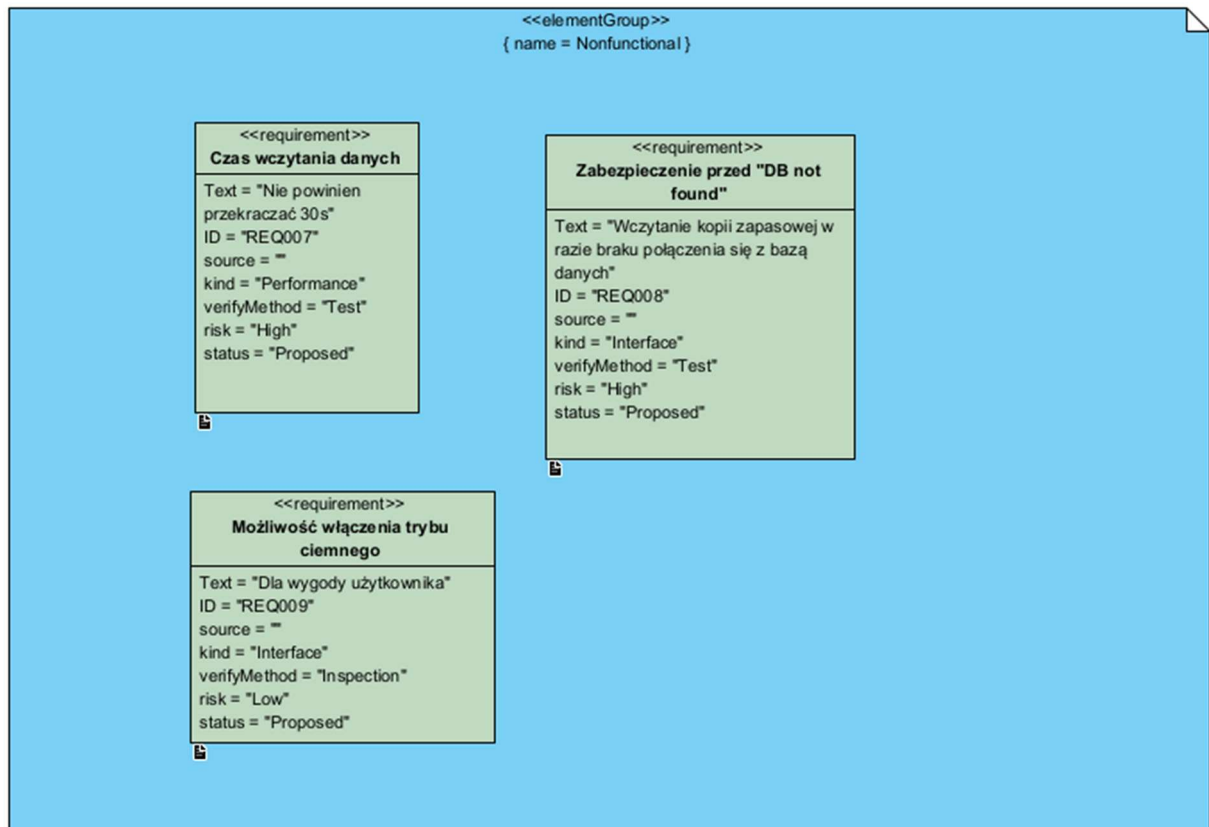 <<elementGroup>>
{ name = Nonfunctional }
<<requirement>>
Czas wczytania danych
Text = "Nie powinien
przekraczać 30s"
ID = "REQ007"
source = ""
kind = "Performance"
verifyMethod = "Test"
risk = "High"
status = "Proposed"
<<requirement>>
Zabezpieczenie przed "DB not
found"
Text = "Wczytanie kopii zapasowej w
razie braku połączenia się z bazą
danych"
ID = "REQ008"
source = ""
kind = "Interface"
verifyMethod = "Test"
risk = "High"
status = "Proposed"
<<requirement>>
Możliwość włączenia trybu
ciemnego
Text = "Dla wygody użytkownika"
ID = "REQ009"
source = ""
kind = "Interface"
verifyMethod = "Inspection"
risk = "Low"
status = "Proposed"